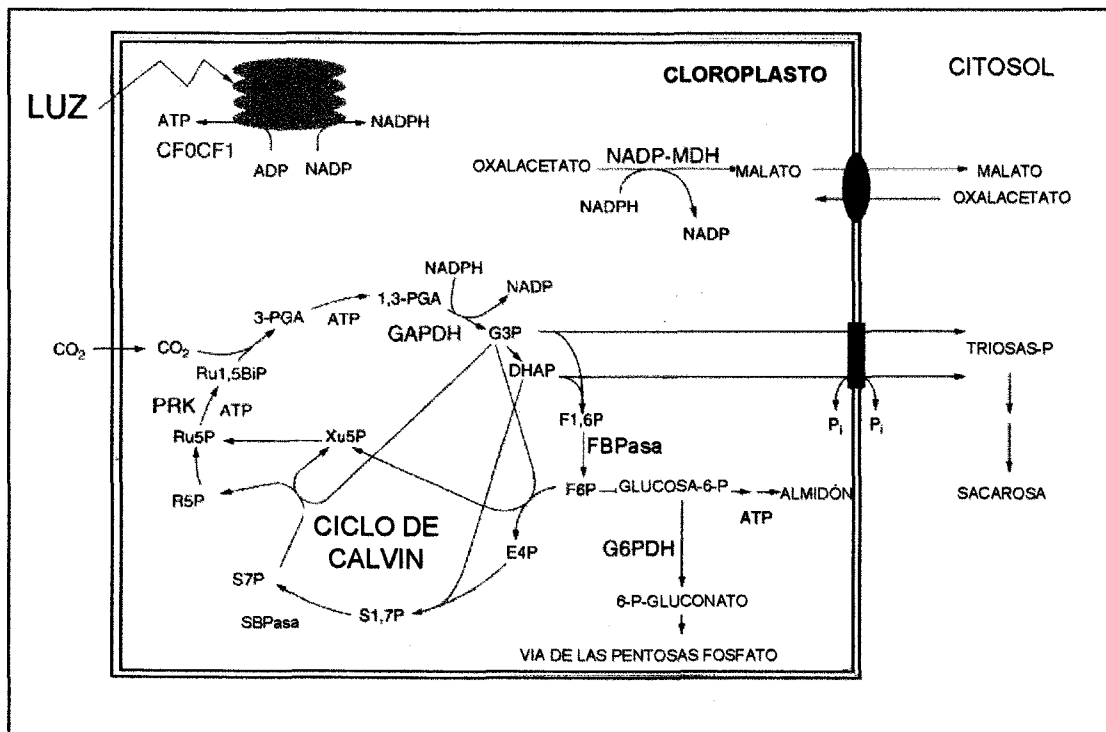 CLOROPLASTO
CITOSOL
LUZ
ATP
NADPH
CF0CF1
ADP
NADP
OXALACETATO
NADP-MDH
MALATO
MALATO
NADPH
OXALACETATO
NADP
NADPH
NADP
1,3-PGA
3-PGA
ATP
GAPDH
G3P
CO2
CO2
TRIOSAS-P
Ru1,5BiP
DHAP
PRK
ATP
F1,6P
Pi
Pi
Ru5P
Xu5P
FBPasa
R5P
F6P
GLUCOSA-6-P
ALMIDÓN
SACAROSA
ATP
CICLO DE
CALVIN
E4P
G6PDH
S7P
6-P-GLUCONATO
SBPasa
S1,7P
VIA DE LAS PENTOSAS FOSFATO